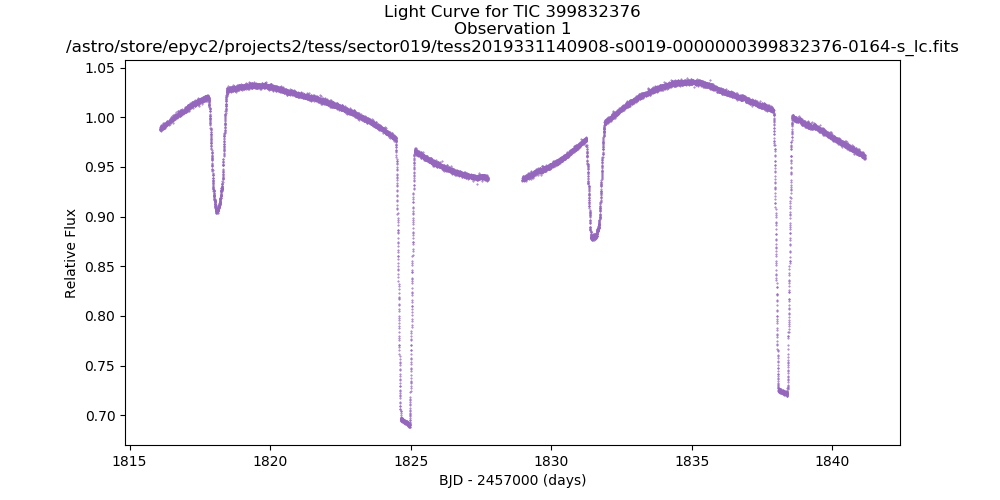 Light Curve for TIC 399832376
Observation 1
/astro/store/epyc2/projects2/tess/sector019/tess2019331140908-s0019-0000000399832376-0164-s_lc.fits
1.05
1.00
0.95
0.90
0.85
0.80
0.75
0.70
Relative Flux
1815 1820 1825 1830 1835 1840
BJD - 2457000 (days)